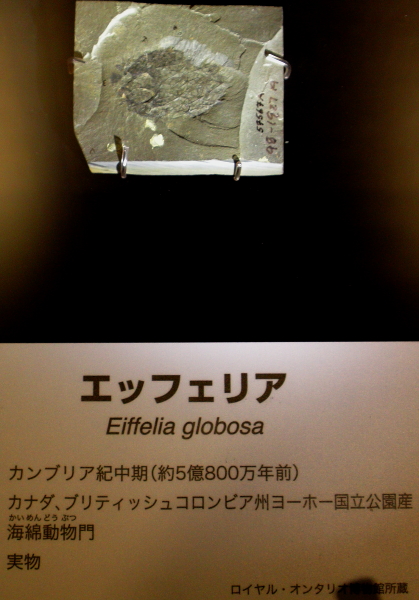 エッフェリア
Eiffelia globosa
カンブリア紀中期（約5億800万年前）
カナダ、ブリティッシュコロンビア州ヨーホー国立公園産
かいめんどうぶつ
海綿動物門
実物
ロイヤル・オンタリオ博物館所蔵